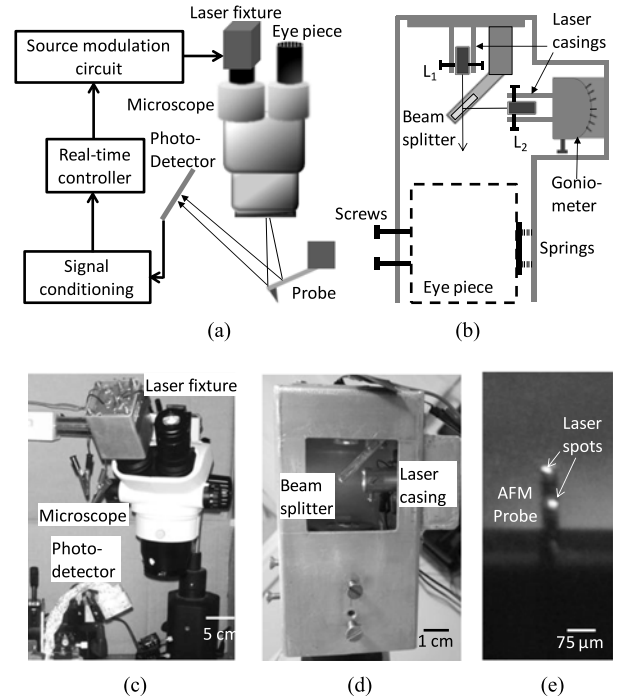 Laser fixture
Eye piece
Source modulation
circuit
Microscope
Photo-
Detector
Real-time
controller
Signal
conditioning
Probe
(a)
Laser
casings
L1
Beam
splitter
L2
Gonio-
meter
Screws
Springs
Eye piece
(b)
Laser fixture
Microscope
Photo-
detector
5 cm
(c)
Beam
splitter
Laser
casing
1 cm
(d)
Laser
spots
AFM
Probe
75 µm
(e)